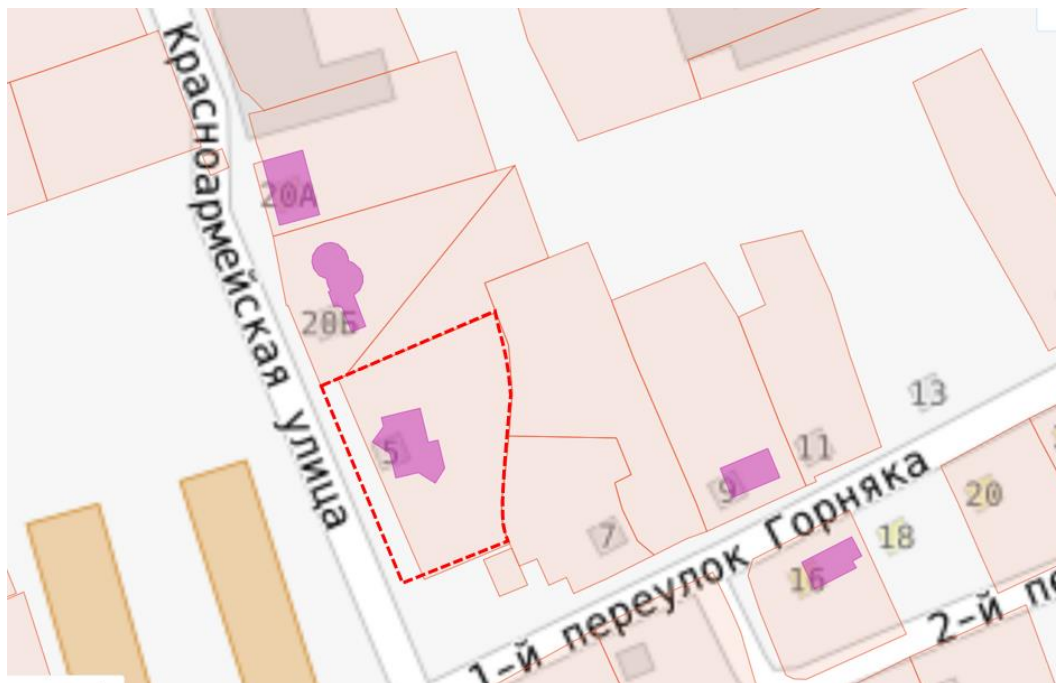 Красноармейская улица
20А
20Б
5
13
11
9
7
20
18
16
1-й переулок Горняка
2-й пе